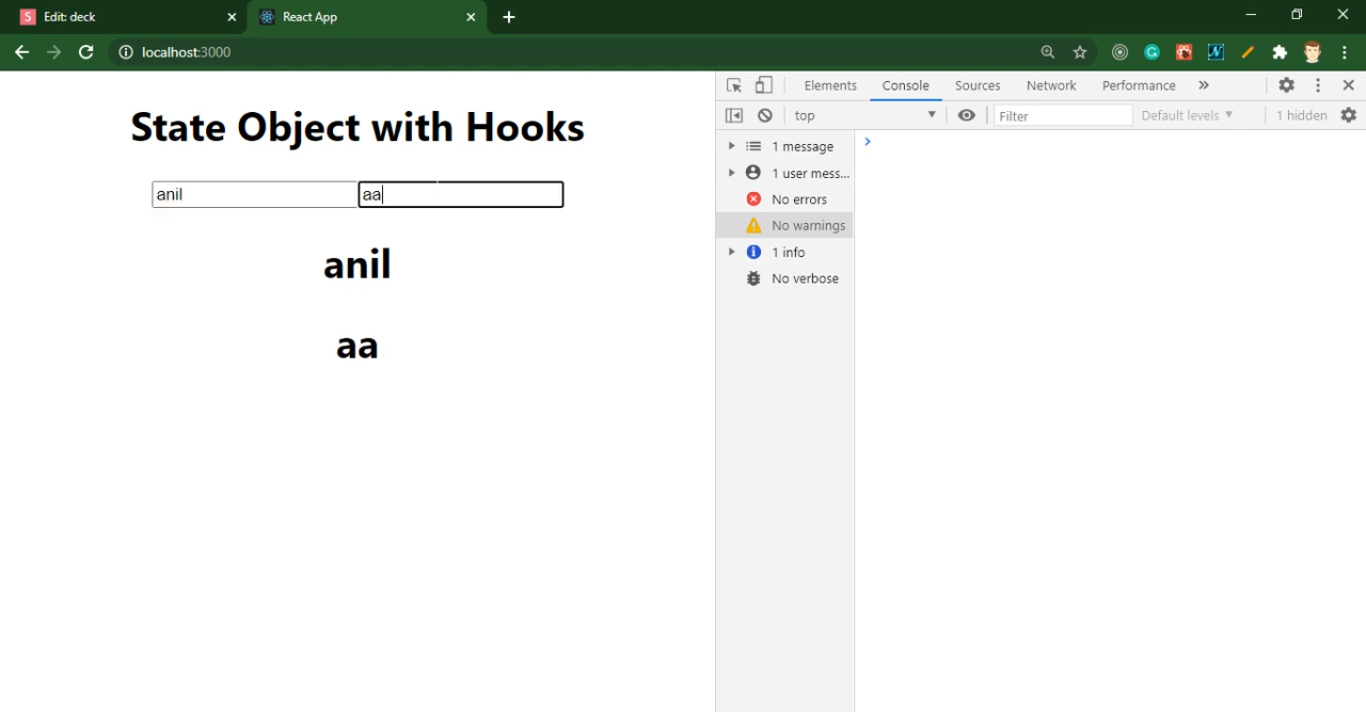 S Edit: deck
React App
localhost:3000
State Object with Hooks
anil
aa
anil
aa
Elements Console Sources Network Performance »
top Filter Default levels 1 hidden
1 message
1 user mess...
No errors
No warnings
1 info
No verbose